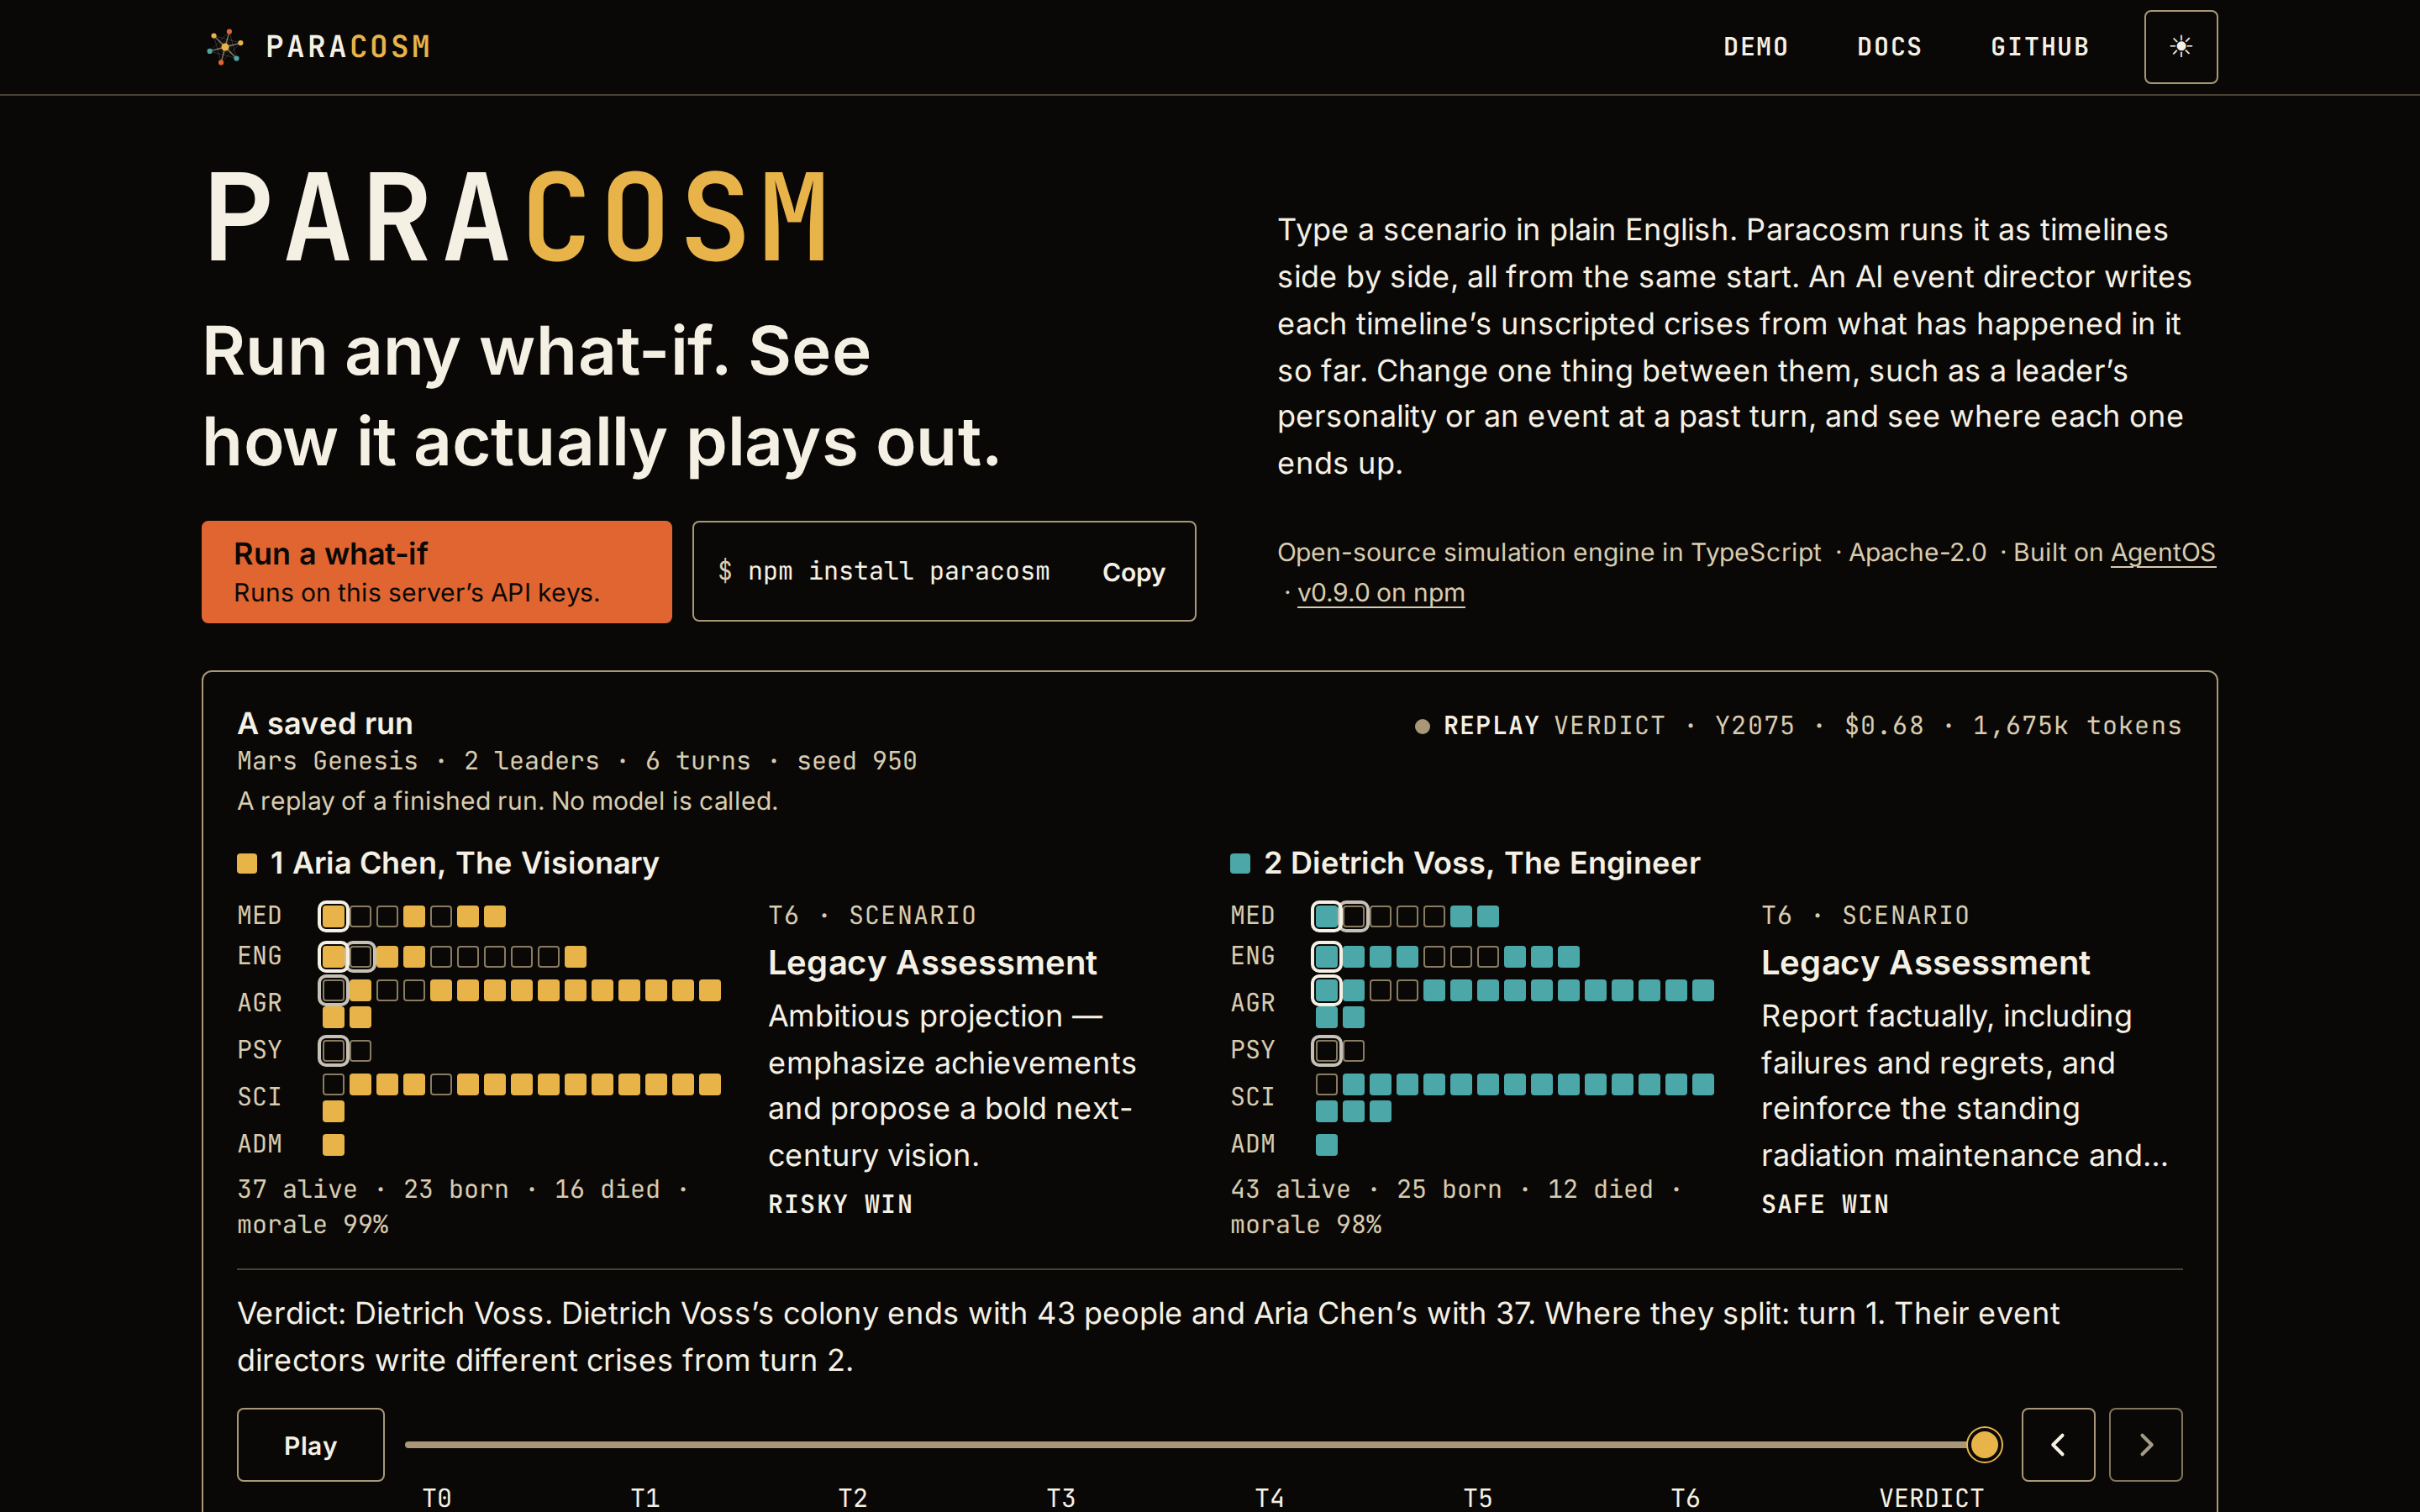 PARACOSM
DEMO
DOCS
GITHUB
PARACOSM
Run any what-if. See
how it actually plays out.
Run a what-if
Runs on this server’s API keys.
$ npm install paracosm
Copy
Type a scenario in plain English. Paracosm runs it as timelines
side by side, all from the same start. An AI event director writes
each timeline’s unscripted crises from what has happened in it
so far. Change one thing between them, such as a leader’s
personality or an event at a past turn, and see where each one
ends up.
Open-source simulation engine in TypeScript · Apache-2.0 · Built on AgentOS
· v0.9.0 on npm
A saved run
Mars Genesis · 2 leaders · 6 turns · seed 950
A replay of a finished run. No model is called.
REPLAY VERDICT · Y2075 · $0.68 · 1,675k tokens
1 Aria Chen, The Visionary
MED
ENG
AGR
PSY
SCI
ADM
37 alive · 23 born · 16 died ·
morale 99%
T6 · SCENARIO
Legacy Assessment
Ambitious projection —
emphasize achievements
and propose a bold next-
century vision.
RISKY WIN
2 Dietrich Voss, The Engineer
MED
ENG
AGR
PSY
SCI
ADM
43 alive · 25 born · 12 died ·
morale 98%
T6 · SCENARIO
Legacy Assessment
Report factually, including
failures and regrets, and
reinforce the standing
radiation maintenance and…
SAFE WIN
Verdict: Dietrich Voss. Dietrich Voss’s colony ends with 43 people and Aria Chen’s with 37. Where they split: turn 1. Their event
directors write different crises from turn 2.
Play
T0
T1
T2
T3
T4
T5
T6
VERDICT